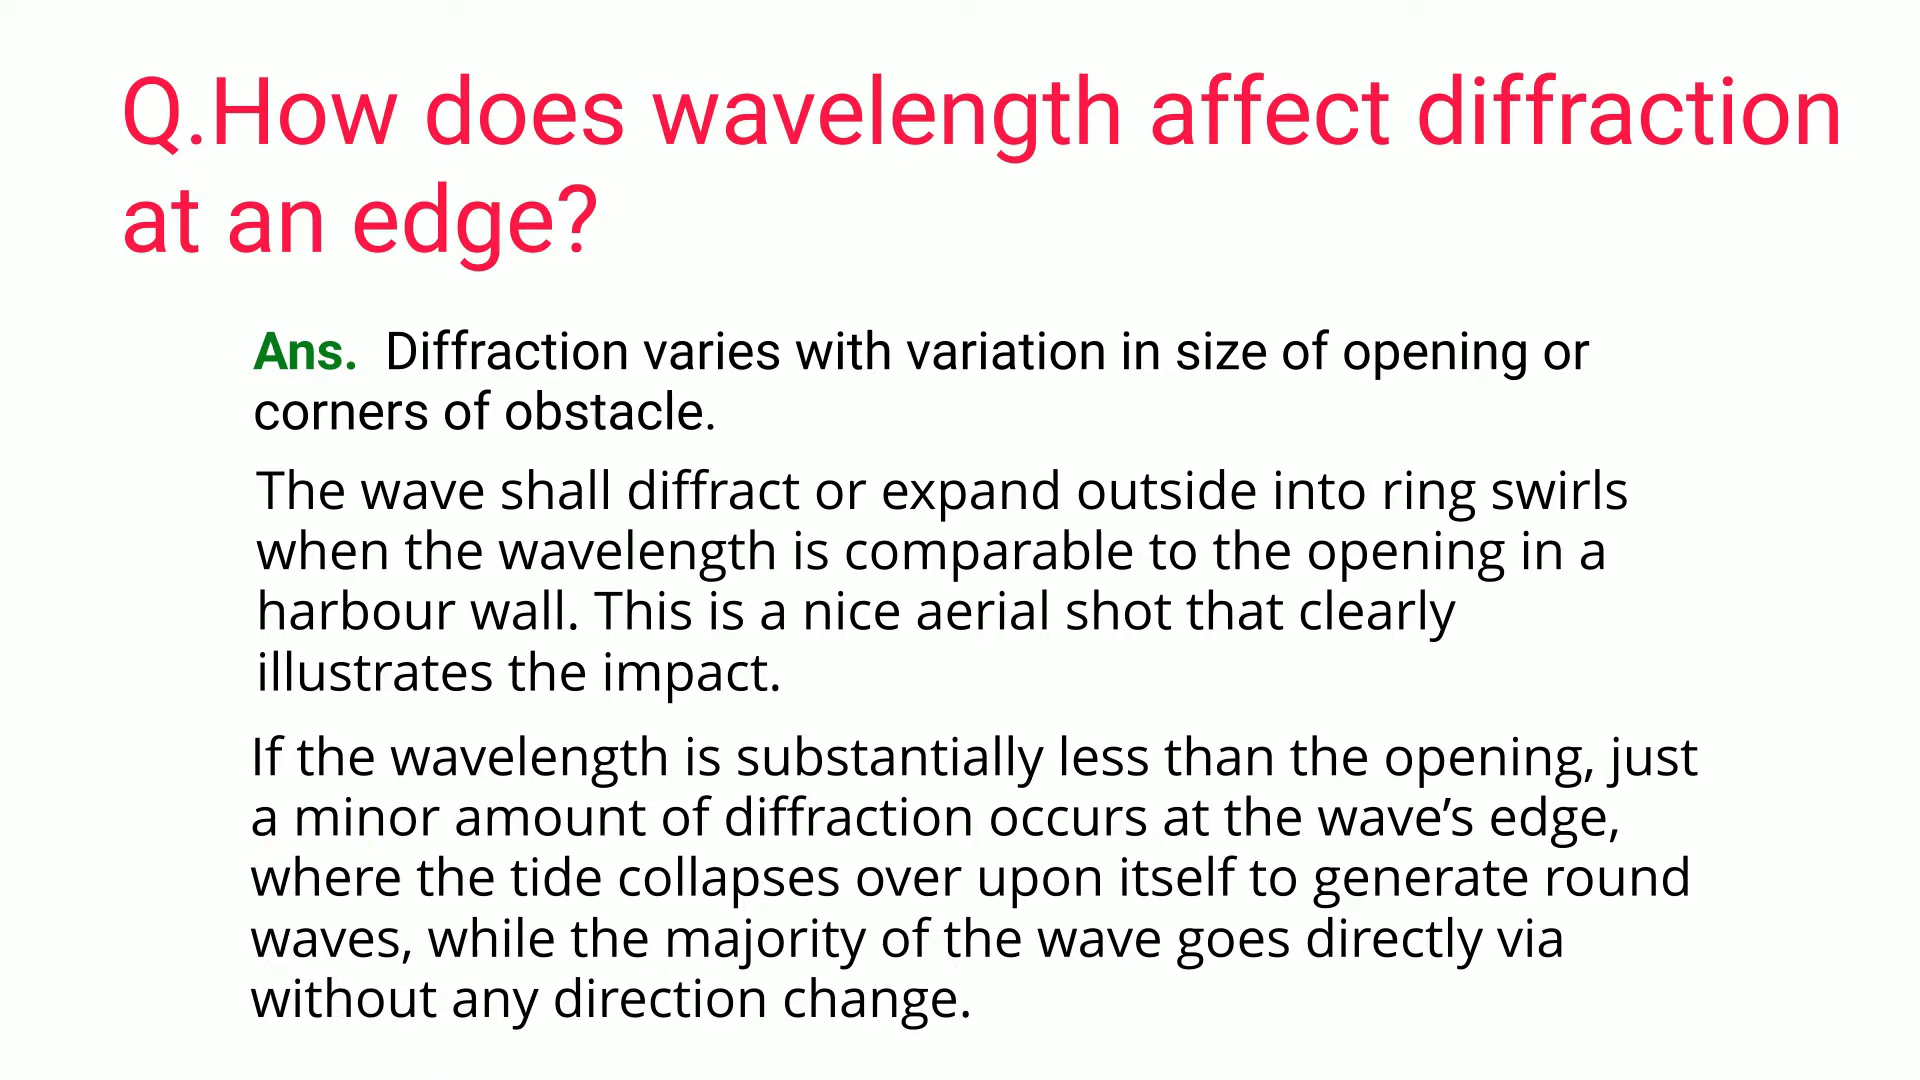 Q.How does wavelength affect diffraction
at an edge?
Ans. Diffraction varies with variation in size of opening or
corners of obstacle.
The wave shall diffract or expand outside into ring swirls
when the wavelength is comparable to the opening in a
harbour wall. This is a nice aerial shot that clearly
illustrates the impact.
If the wavelength is substantially less than the opening, just
a minor amount of diffraction occurs at the wave’s edge,
where the tide collapses over upon itself to generate round
waves, while the majority of the wave goes directly via
without any direction change.